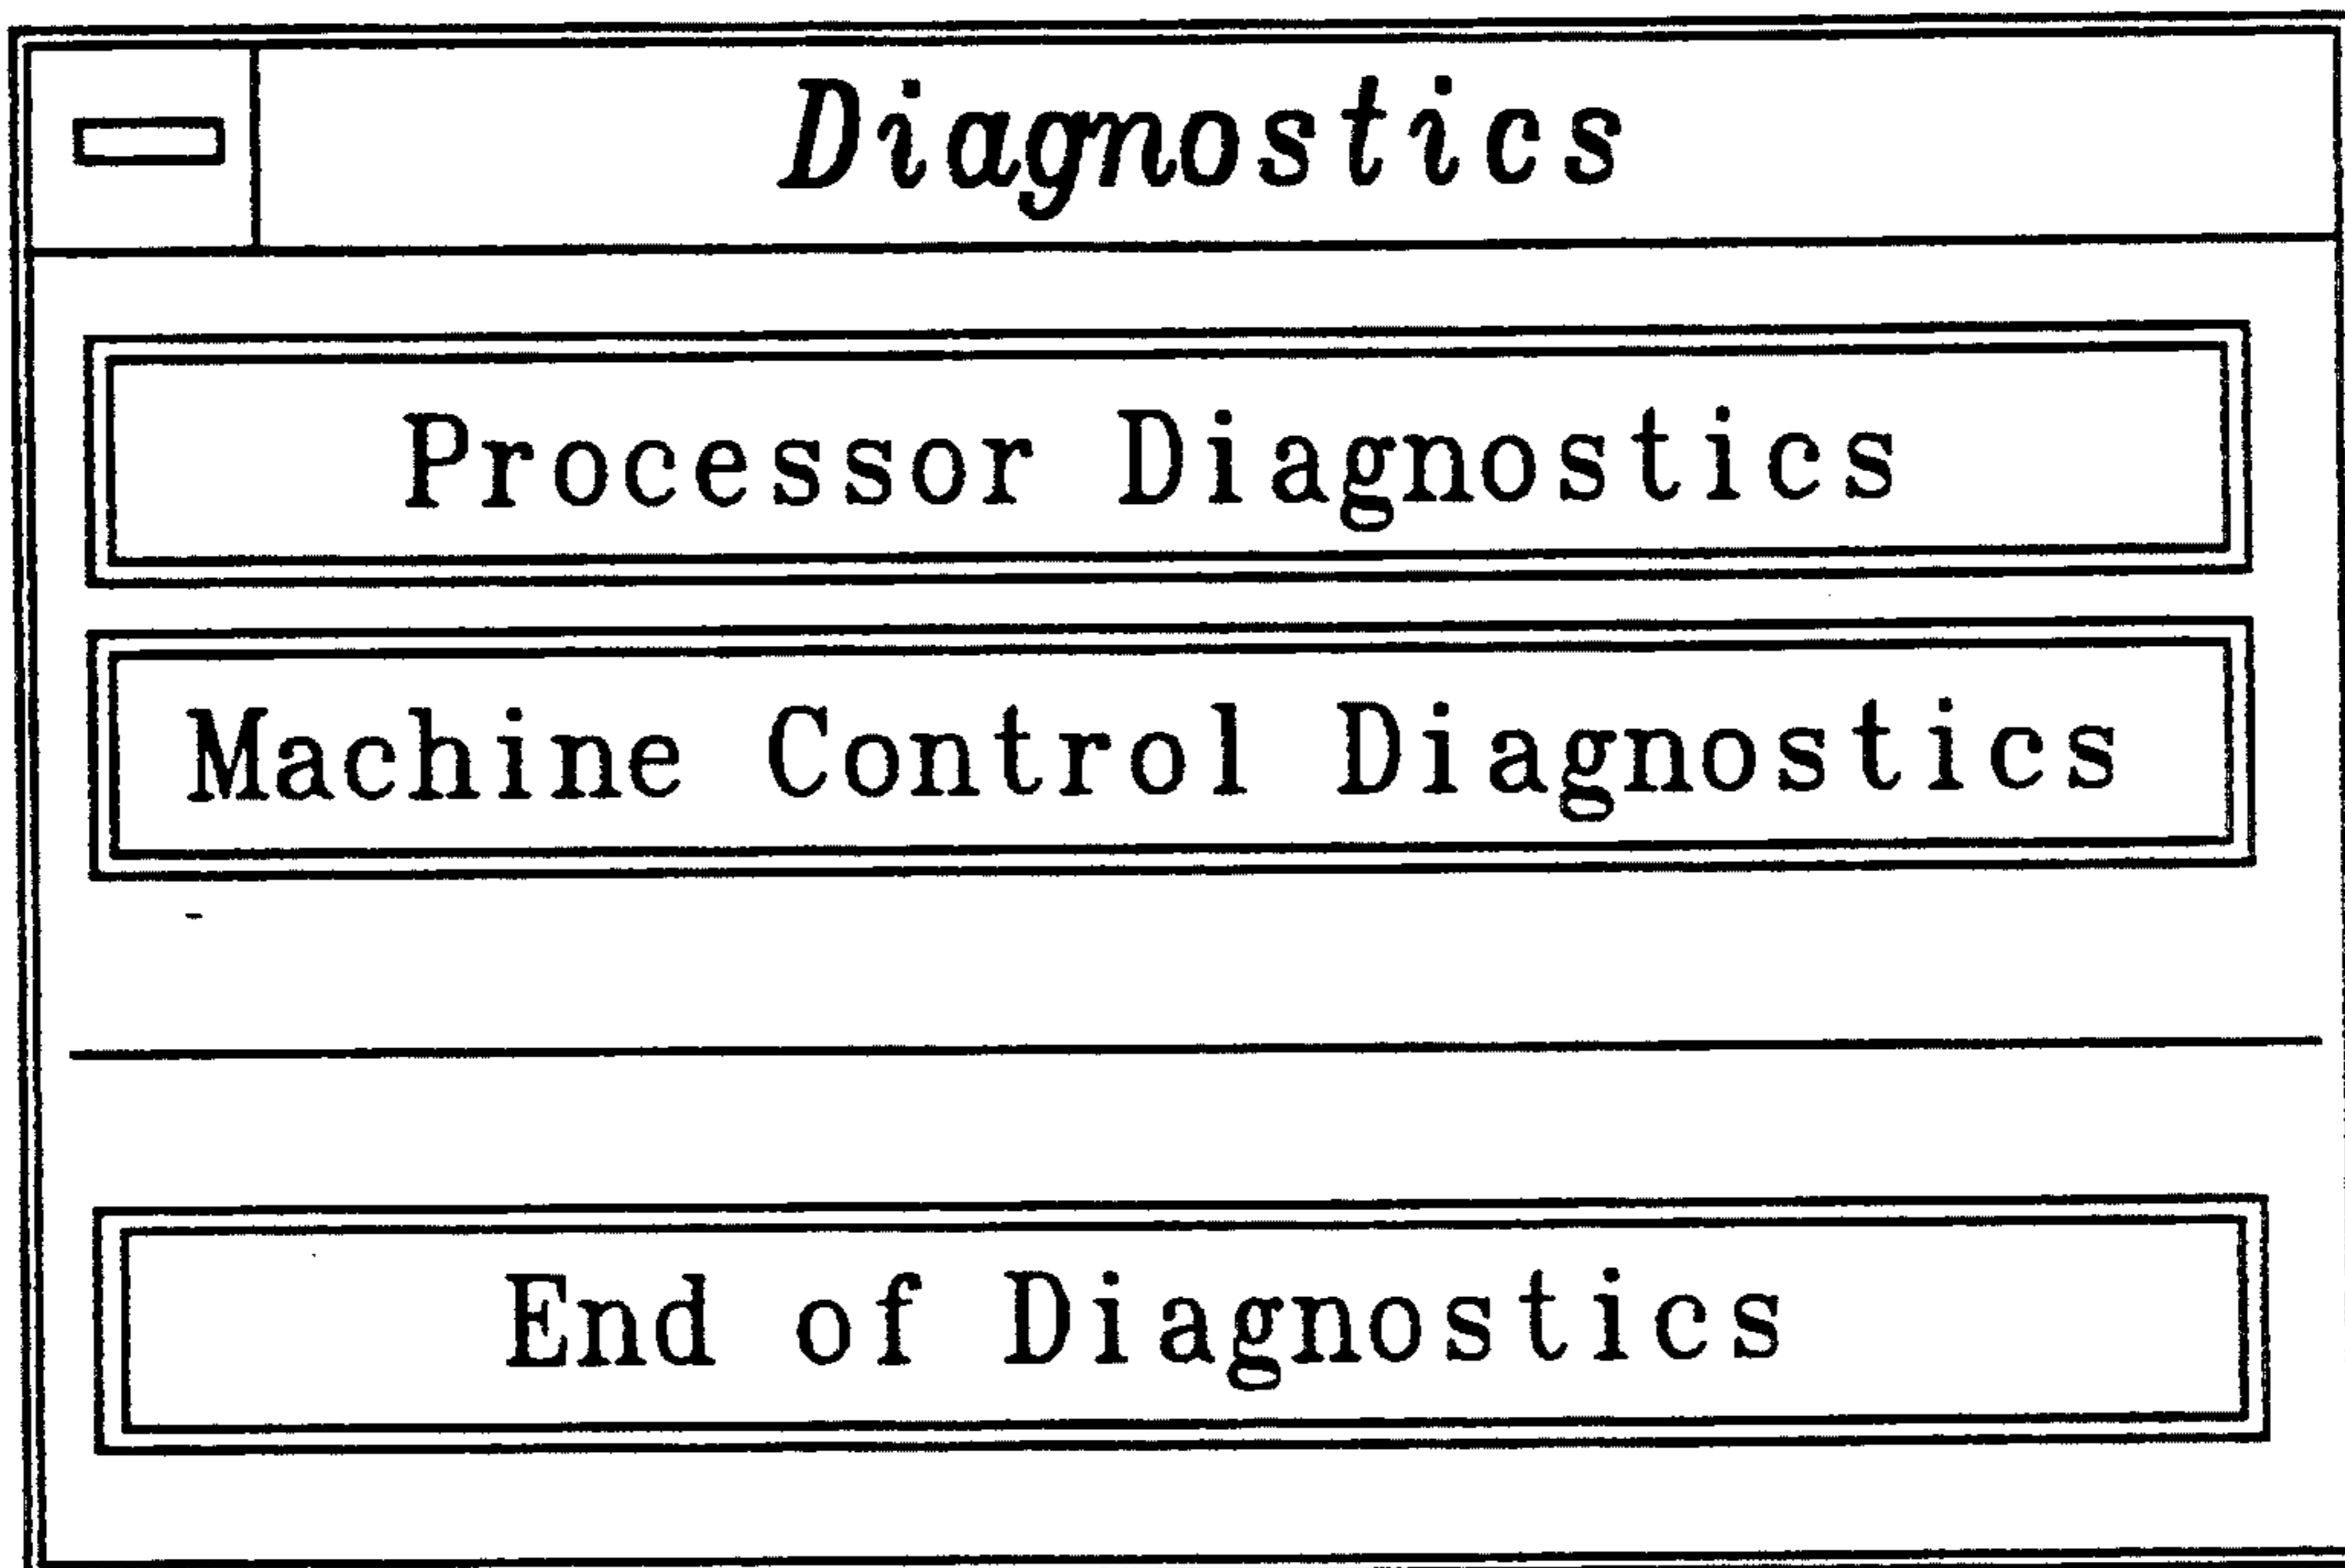 Diagnostics
Processor Diagnostics
Machine Control Diagnostics
End of Diagnostics